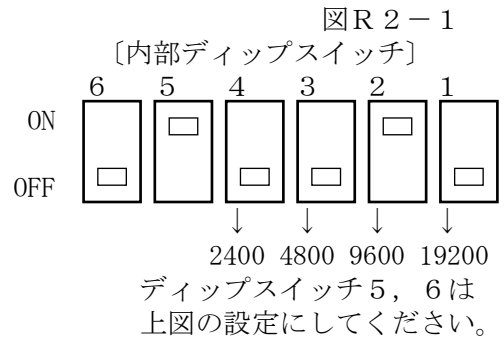 図R2-1
〔内部ディップスイッチ〕
6 5 4 3 2 1
ON
OFF
↓ ↓ ↓ ↓
2400 4800 9600 19200
ディップスイッチ5，6は
上図の設定にしてください。